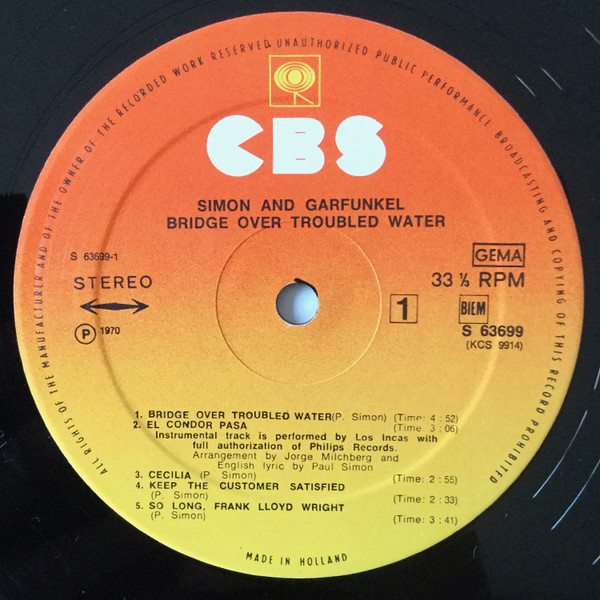 ALL RIGHTS OF THE MANUFACTURER AND OF THE OWNER OF THE RECORDED WORK RESERVED. UNAUTHORIZED PUBLIC PERFORMANCE BROADCASTING AND COPYING OF THIS RECORD PROHIBITED
CBS
SIMON AND GARFUNKEL
BRIDGE OVER TROUBLED WATER
S 63699-1
STEREO
P 1970
GEMA
33 ⅓ RPM
1
BIEM
S 63699
(KCS 9914)
1. BRIDGE OVER TROUBLED WATER(P. Simon) (Time: 4:52)
2. EL CONDOR PASA (Time: 3:06)
Instrumental track is performed by Los Incas with
full authorization of Philips Records.
Arrangement by Jorge Milchberg and
English lyric by Paul Simon
3. CECILIA (P. Simon) (Time: 2:55)
4. KEEP THE CUSTOMER SATISFIED
(P. Simon) (Time: 2:33)
5. SO LONG, FRANK LLOYD WRIGHT
(P. Simon) (Time: 3:41)
MADE IN HOLLAND